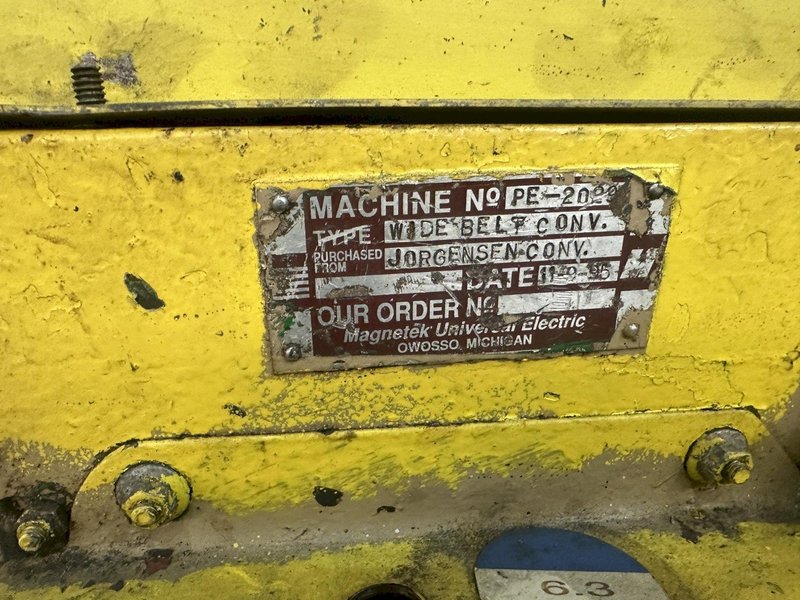 MACHINE Nº PE-2029
TYPE WIDE BELT CONV.
PURCHASED FROM JORGENSEN CONV.
DATE 11-9-95
OUR ORDER Nº
Magnetek Universal Electric
OWOSSO, MICHIGAN
6.3